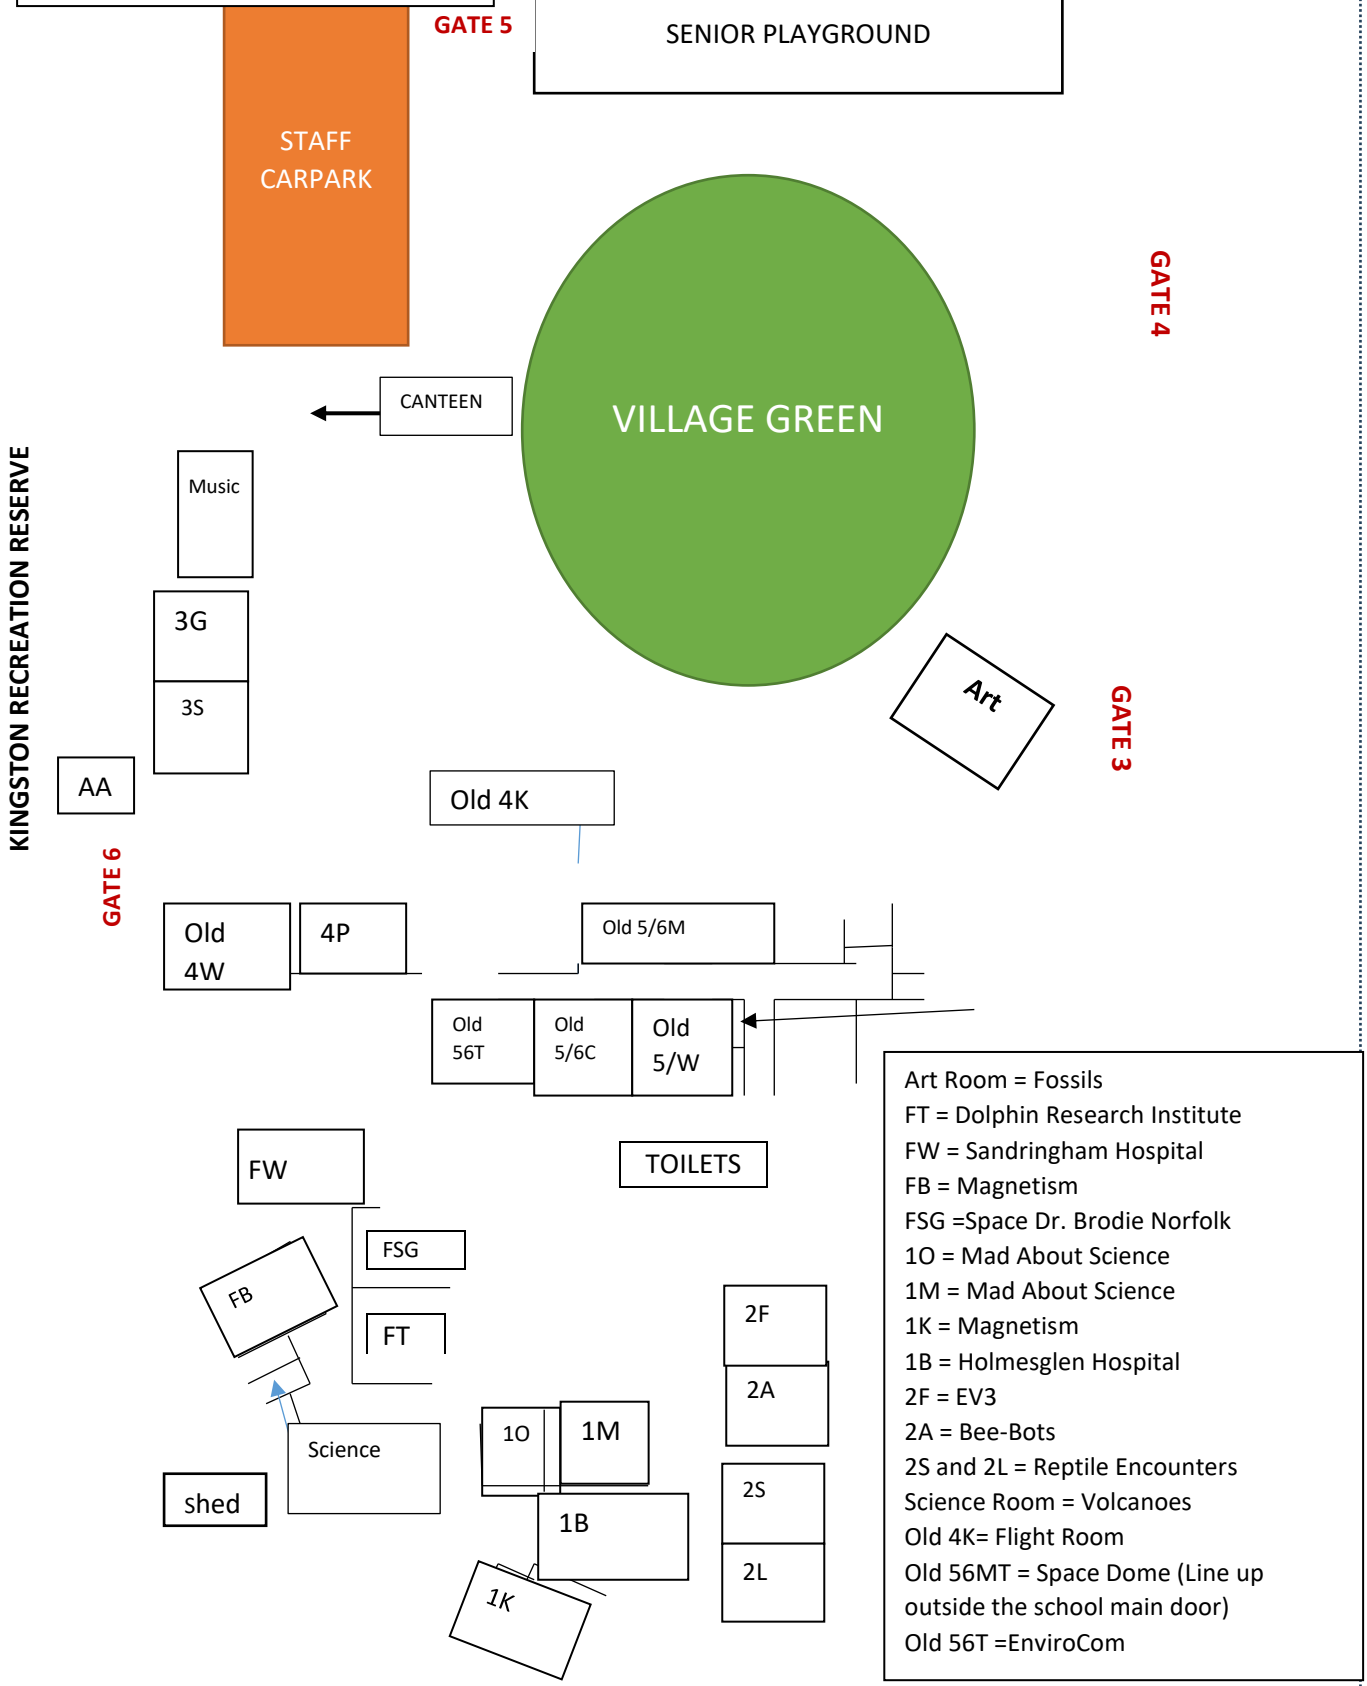 GATE 5
SENIOR PLAYGROUND
STAFF
CARPARK
GATE 4
CANTEEN
VILLAGE GREEN
KINGSTON RECREATION RESERVE
Music
3G
3S
Art
GATE 3
AA
Old 4K
GATE 6
Old
4W
4P
Old 5/6M
Old
56T
Old
5/6C
Old
5/W
TOILETS
FW
FSG
FB
FT
2F
2A
1O
1M
Science
shed
2S
1B
2L
1K
Art Room = Fossils
FT = Dolphin Research Institute
FW = Sandringham Hospital
FB = Magnetism
FSG =Space Dr. Brodie Norfolk
1O = Mad About Science
1M = Mad About Science
1K = Magnetism
1B = Holmesglen Hospital
2F = EV3
2A = Bee-Bots
2S and 2L = Reptile Encounters
Science Room = Volcanoes
Old 4K= Flight Room
Old 56MT = Space Dome (Line up
outside the school main door)
Old 56T =EnviroCom